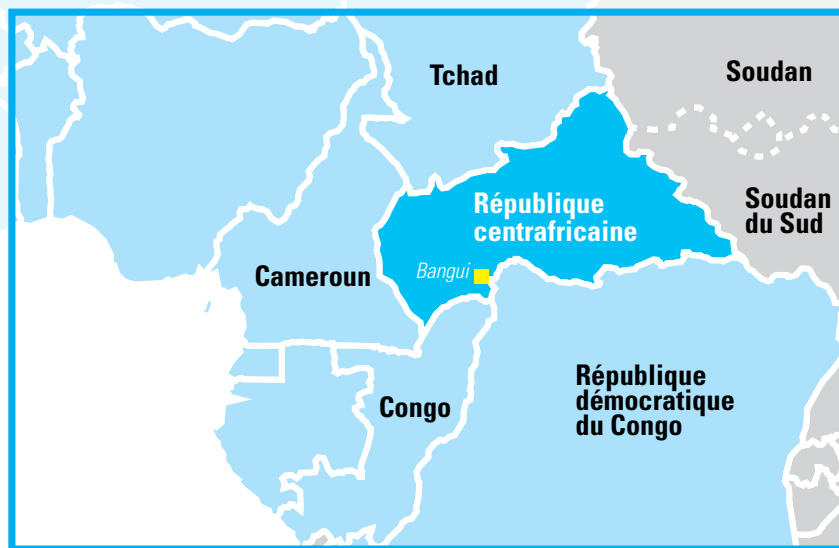 Tchad
Soudan
République
centrafricaine
Soudan
du Sud
Bangui
Cameroun
République
démocratique
du Congo
Congo